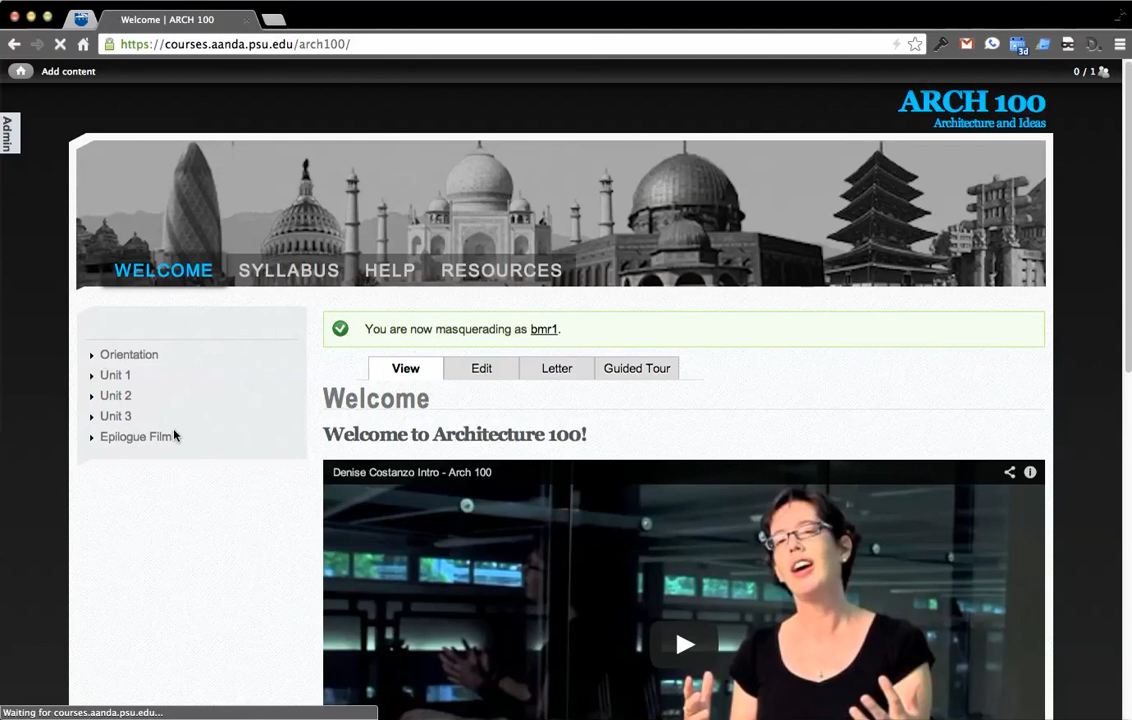 Welcome | ARCH 100
https://courses.aanda.psu.edu/arch100/
3d
Add content
0 / 1
Admin
ARCH 100
Architecture and Ideas
WELCOME SYLLABUS HELP RESOURCES
You are now masquerading as bmr1.
Orientation
Unit 1
Unit 2
Unit 3
Epilogue Film
View Edit Letter Guided Tour
Welcome
Welcome to Architecture 100!
Denise Costanzo Intro - Arch 100
Waiting for courses.aanda.psu.edu...